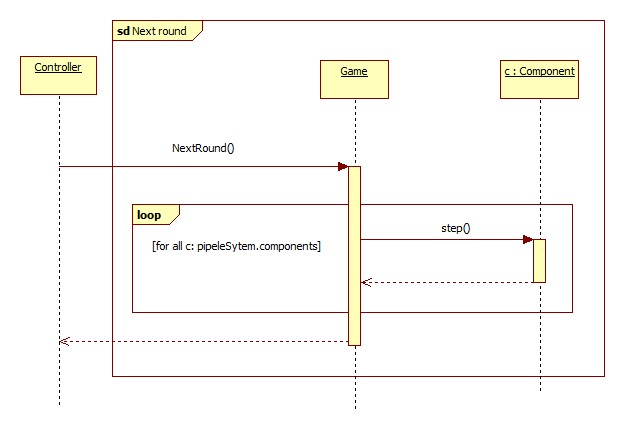 sd Next round
Controller
Game
c : Component
NextRound()
loop
step()
[for all c: pipeleSytem.components]